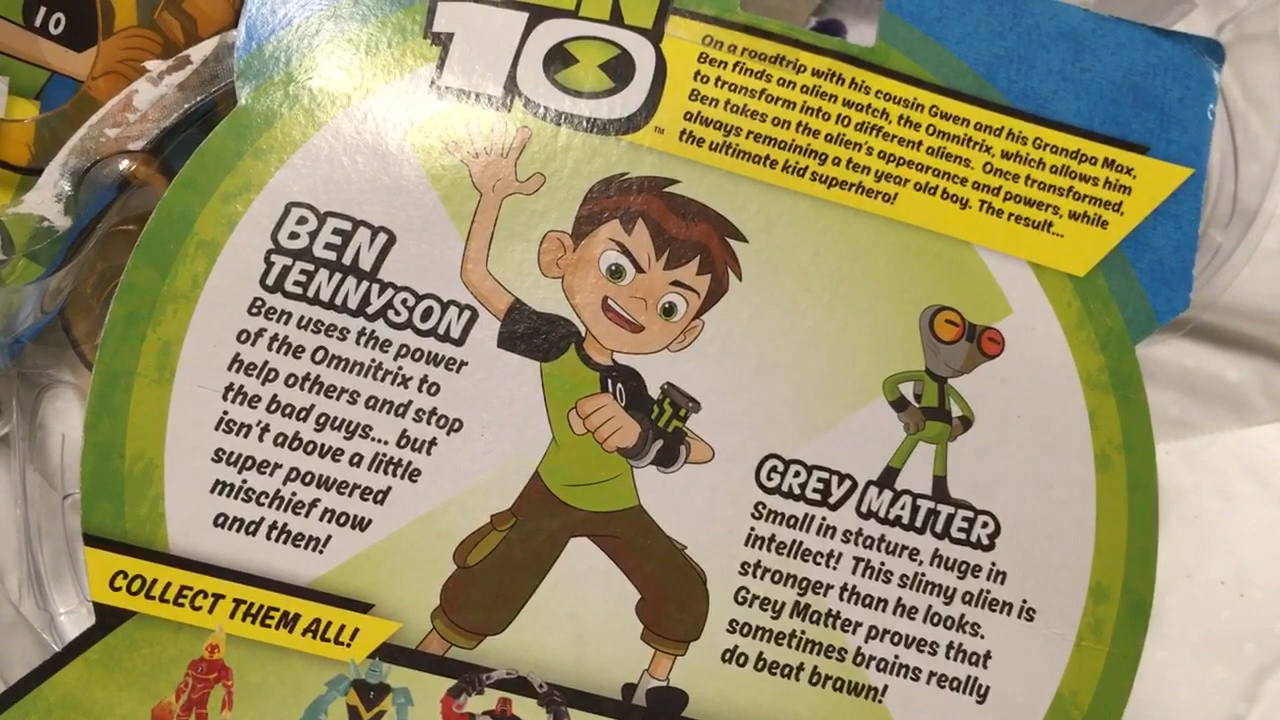 10
BEN
10
TM
On a roadtrip with his cousin Gwen and his Grandpa Max,
Ben finds an alien watch, the Omnitrix, which allows him
to transform into 10 different aliens. Once transformed,
Ben takes on the alien's appearance and powers, while
always remaining a ten year old boy. The result...
the ultimate kid superhero!
BEN
TENNYSON
Ben uses the power
of the Omnitrix to
help others and stop
the bad guys... but
isn't above a little
super powered
mischief now
and then!
10
GREY MATTER
Small in stature, huge in
intellect! This slimy alien is
stronger than he looks.
Grey Matter proves that
sometimes brains really
do beat brawn!
COLLECT THEM ALL!